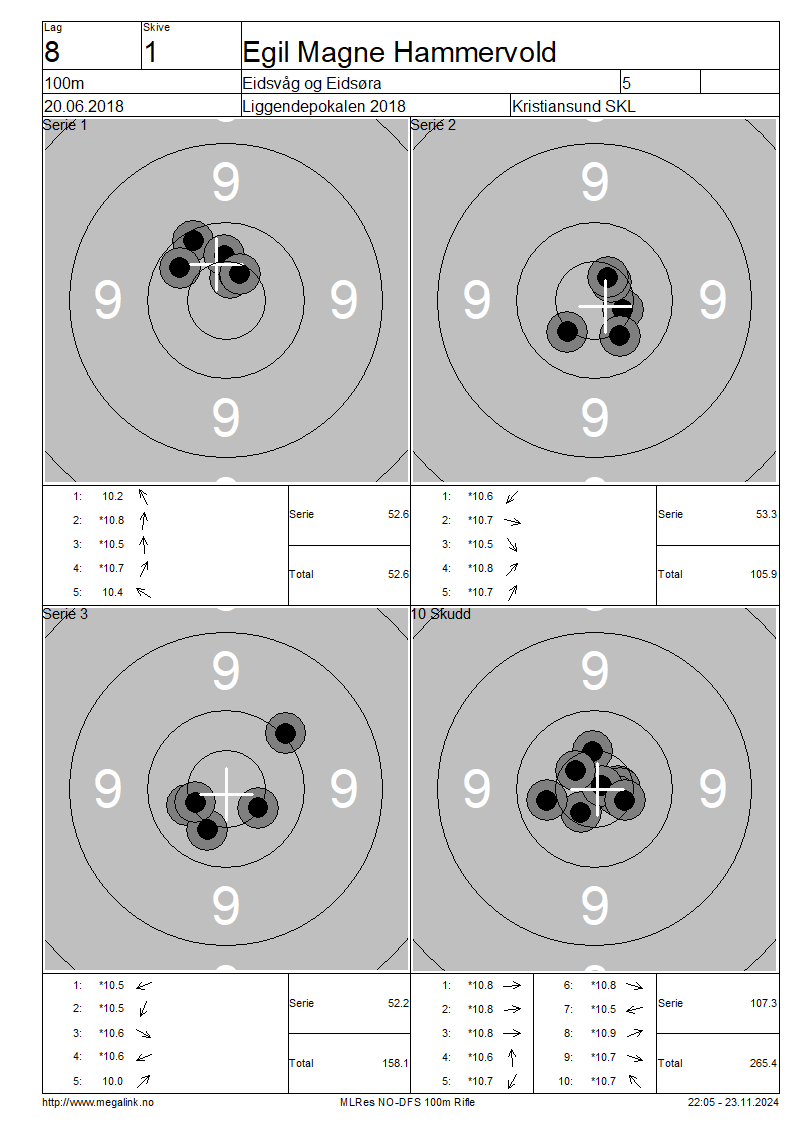 Lag Skive
8 1 Egil Magne Hammervold
100m Eidsvåg og Eidsøra 5
20.06.2018 Liggendepokalen 2018 Kristiansund SKL
Serie 1 Serie 2
9 9
9 9 9 9
9 9
1: 10.2 1: *10.6
2: *10.8 Serie 52.6 2: *10.7 Serie 53.3
3: *10.5 3: *10.5
4: *10.7 Total 52.6 4: *10.8 Total 105.9
5: 10.4 5: *10.7
Serie 3 10 Skudd
9 9
9 9 9 9
9 9
1: *10.5 1: *10.8 6: *10.8
2: *10.5 Serie 52.2 2: *10.8 7: *10.5 Serie 107.3
3: *10.6 3: *10.8 8: *10.9
4: *10.6 Total 158.1 4: *10.6 9: *10.7 Total 265.4
5: 10.0 5: *10.7 10: *10.7
http://www.megalink.no MLRes NO-DFS 100m Rifle 22:05 - 23.11.2024